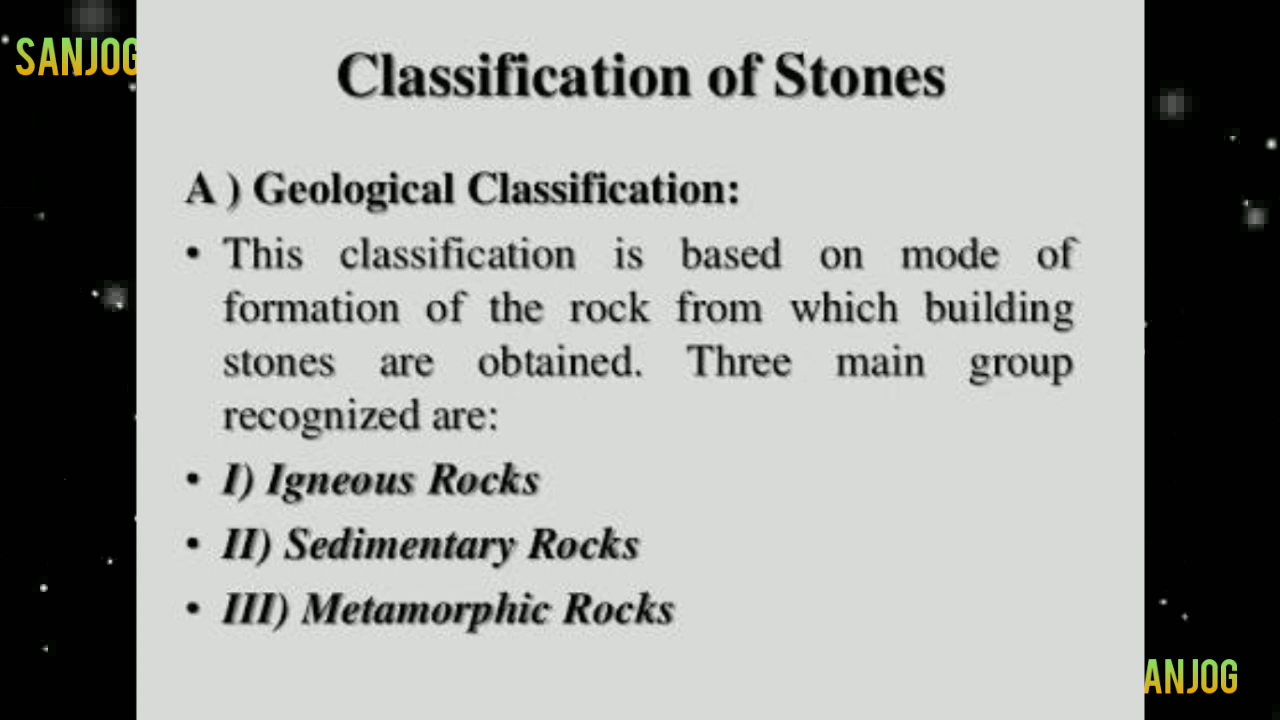 SANJOG
Classification of Stones
A ) Geological Classification:
• This classification is based on mode of
formation of the rock from which building
stones are obtained. Three main group
recognized are:
• I) Igneous Rocks
• II) Sedimentary Rocks
• III) Metamorphic Rocks
ANJOG